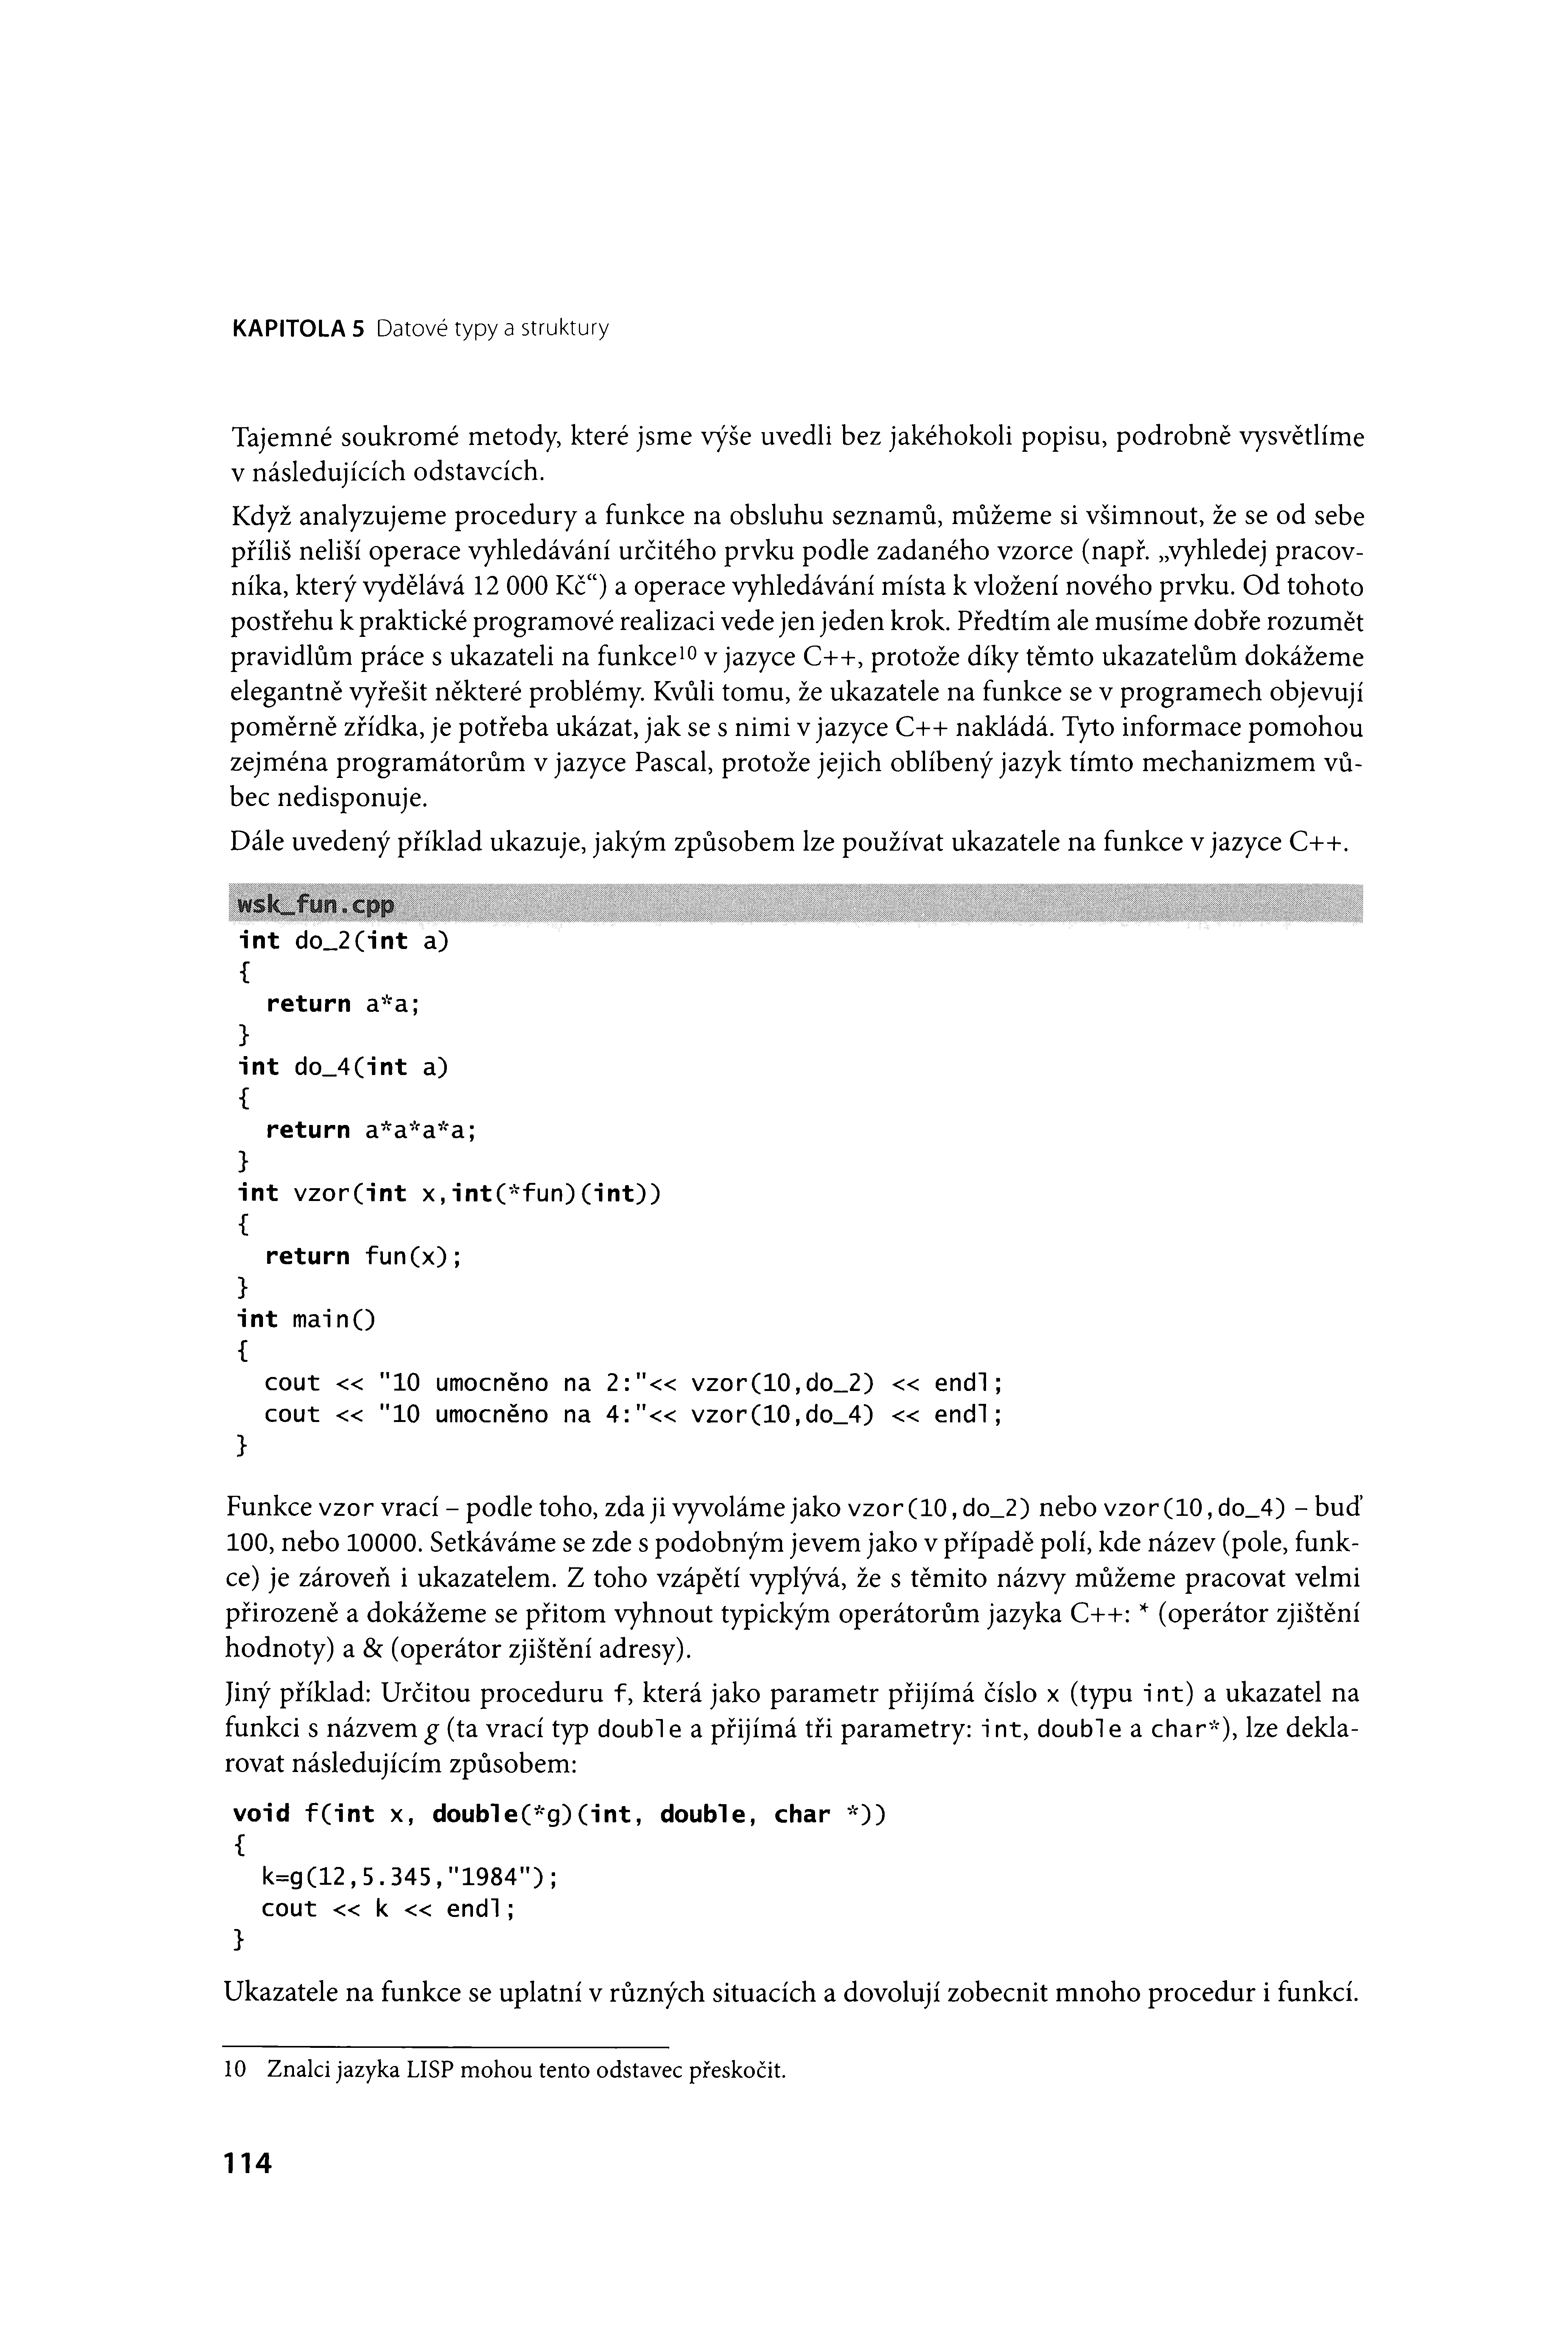 KAPITOLA 5 Datové typy a struktury
Tajemné soukromé metody, které jsme výše uvedli bez jakéhokoli popisu, podrobně vysvětlíme
v následujících odstavcích.
Když analyzujeme procedury a funkce na obsluhu seznamů, můžeme si všimnout, že se od sebe
příliš neliší operace vyhledávání určitého prvku podle zadaného vzorce (např. „vyhledej pracov-
níka, který vydělává 12 000 Kč“) a operace vyhledávání místa k vložení nového prvku. Od tohoto
postřehu k praktické programové realizaci vede jen jeden krok. Předtím ale musíme dobře rozumět
pravidlům práce s ukazateli na funkce¹⁰ v jazyce C++, protože díky těmto ukazatelům dokážeme
elegantně vyřešit některé problémy. Kvůli tomu, že ukazatele na funkce se v programech objevují
poměrně zřídka, je potřeba ukázat, jak se s nimi v jazyce C++ nakládá. Tyto informace pomohou
zejména programátorům v jazyce Pascal, protože jejich oblíbený jazyk tímto mechanizmem vů-
bec nedisponuje.
Dále uvedený příklad ukazuje, jakým způsobem lze používat ukazatele na funkce v jazyce C++.
wsk_fun.cpp
int do_2(int a)
{
  return a*a;
}
int do_4(int a)
{
  return a*a*a*a;
}
int vzor(int x,int(*fun)(int))
{
  return fun(x);
}
int main()
{
  cout << "10 umocněno na 2:"<< vzor(10,do_2) << endl;
  cout << "10 umocněno na 4:"<< vzor(10,do_4) << endl;
}
Funkce vzor vrací – podle toho, zda ji vyvoláme jako vzor(10,do_2) nebo vzor(10,do_4) – buď
100, nebo 10000. Setkáváme se zde s podobným jevem jako v případě polí, kde název (pole, funk-
ce) je zároveň i ukazatelem. Z toho vzápětí vyplývá, že s těmito názvy můžeme pracovat velmi
přirozeně a dokážeme se přitom vyhnout typickým operátorům jazyka C++: * (operátor zjištění
hodnoty) a & (operátor zjištění adresy).
Jiný příklad: Určitou proceduru f, která jako parametr přijímá číslo x (typu int) a ukazatel na
funkci s názvem g (ta vrací typ double a přijímá tři parametry: int, double a char*), lze dekla-
rovat následujícím způsobem:
void f(int x, double(*g)(int, double, char *))
{
  k=g(12,5.345,"1984");
  cout << k << endl;
}
Ukazatele na funkce se uplatní v různých situacích a dovolují zobecnit mnoho procedur i funkcí.
10 Znalci jazyka LISP mohou tento odstavec přeskočit.
114